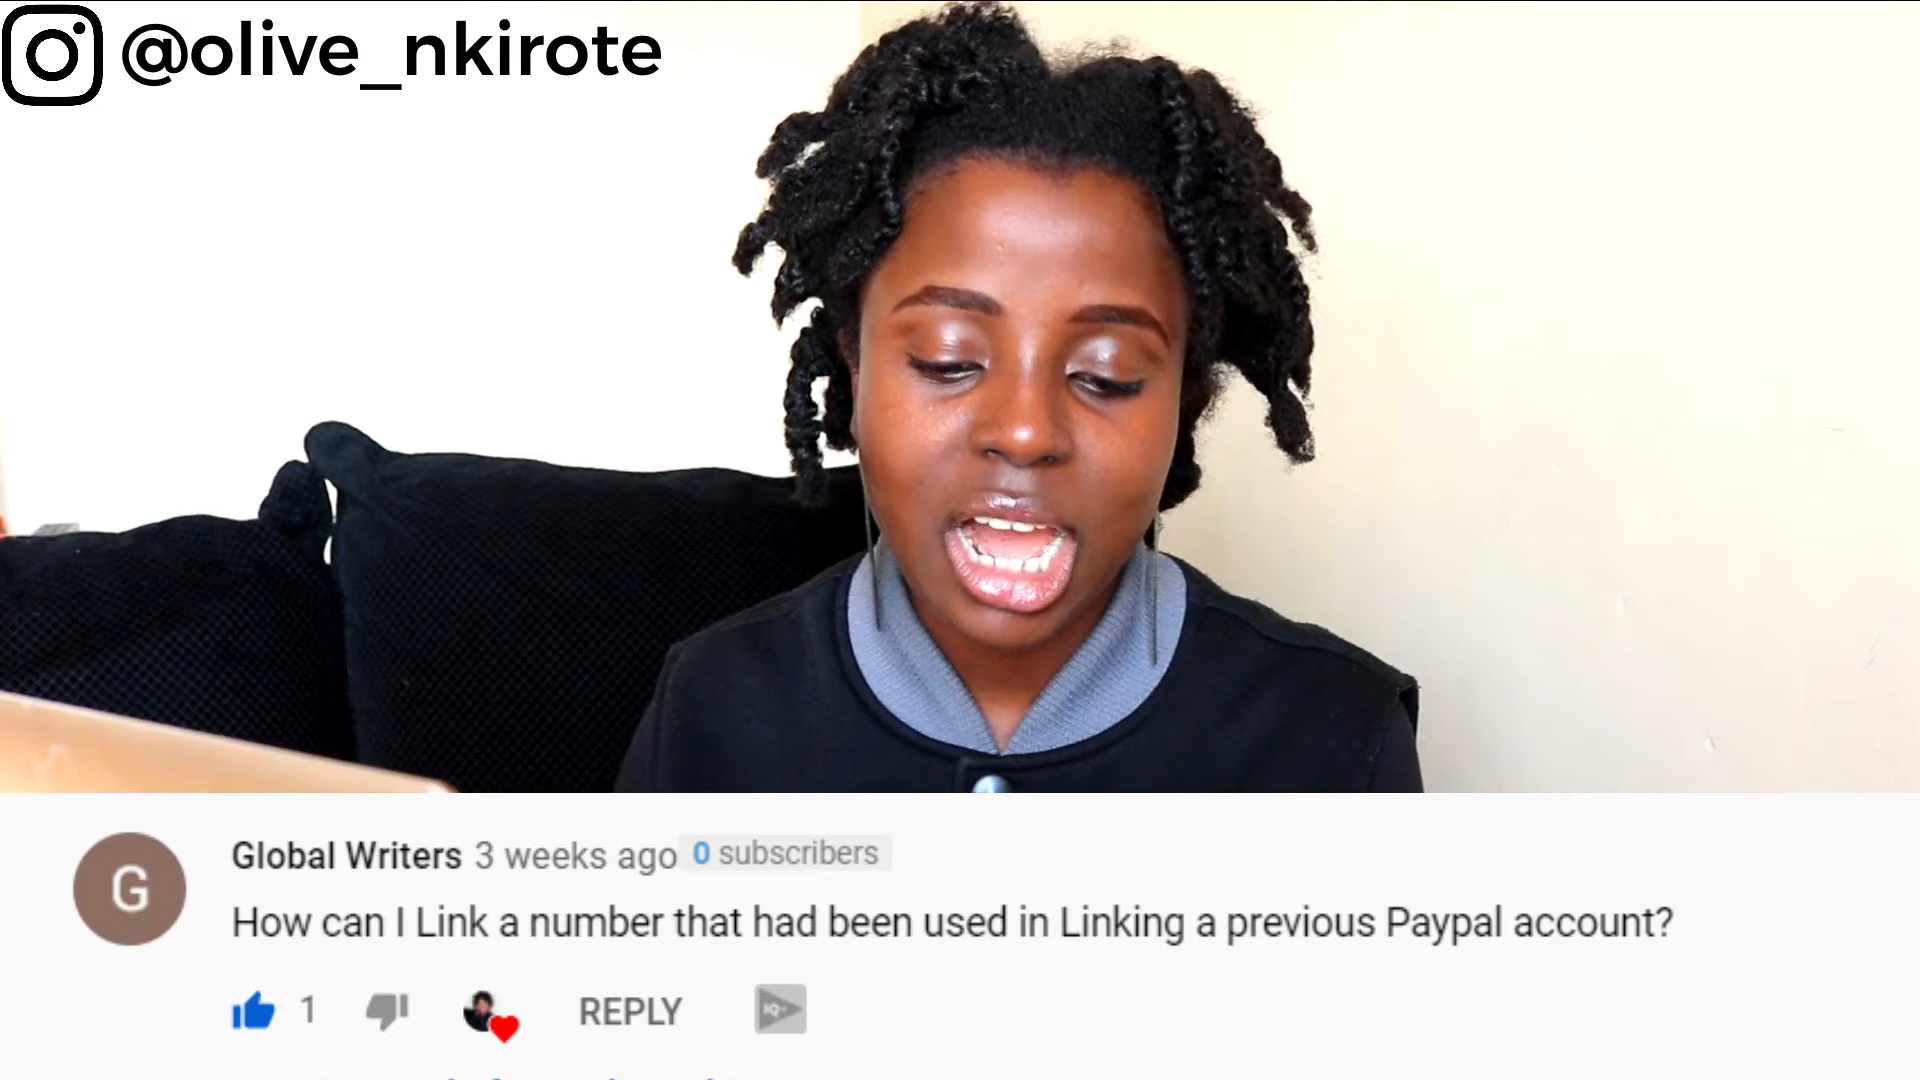 @olive_nkirote
Global Writers 3 weeks ago 0 subscribers
G
How can I Link a number that had been used in Linking a previous Paypal account?
1 REPLY